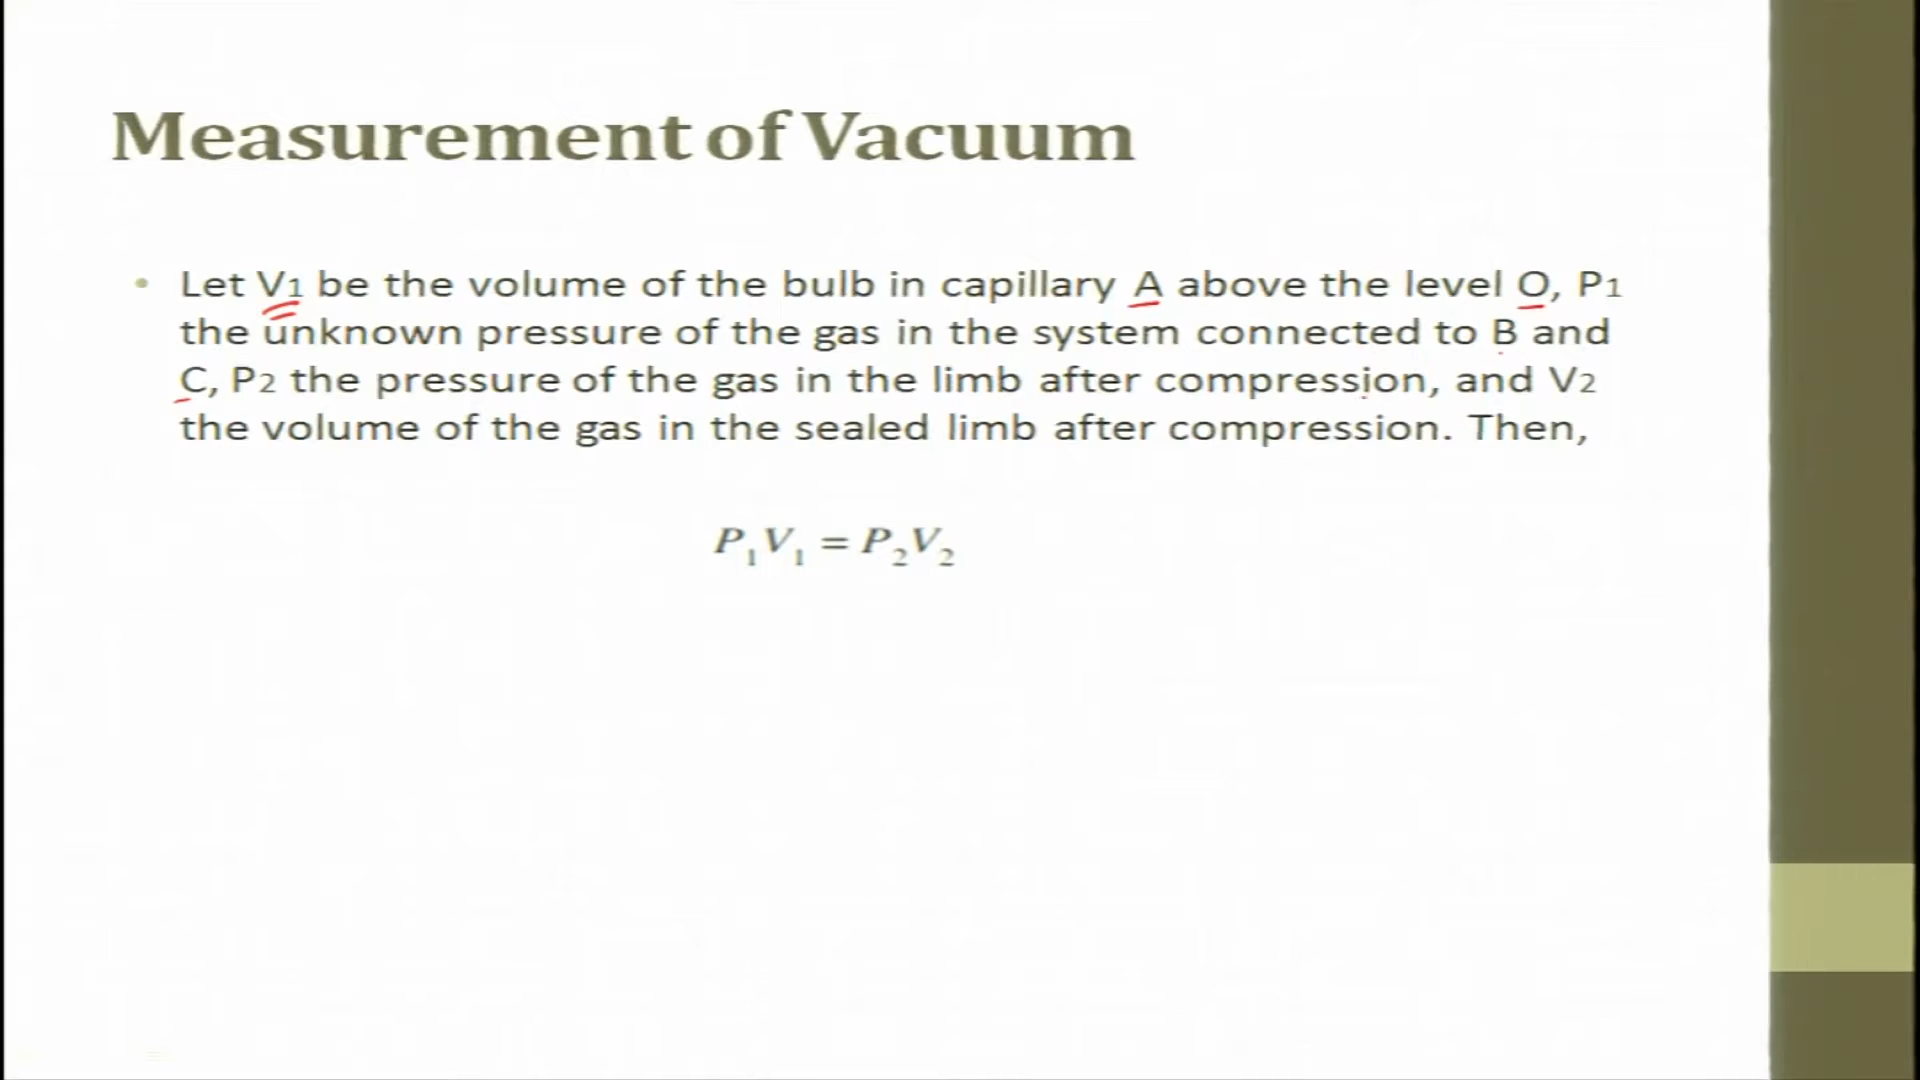 Measurement of Vacuum
• Let V1 be the volume of the bulb in capillary A above the level O, P1
the unknown pressure of the gas in the system connected to B and
C, P2 the pressure of the gas in the limb after compression, and V2
the volume of the gas in the sealed limb after compression. Then,
P₁V₁ = P₂V₂